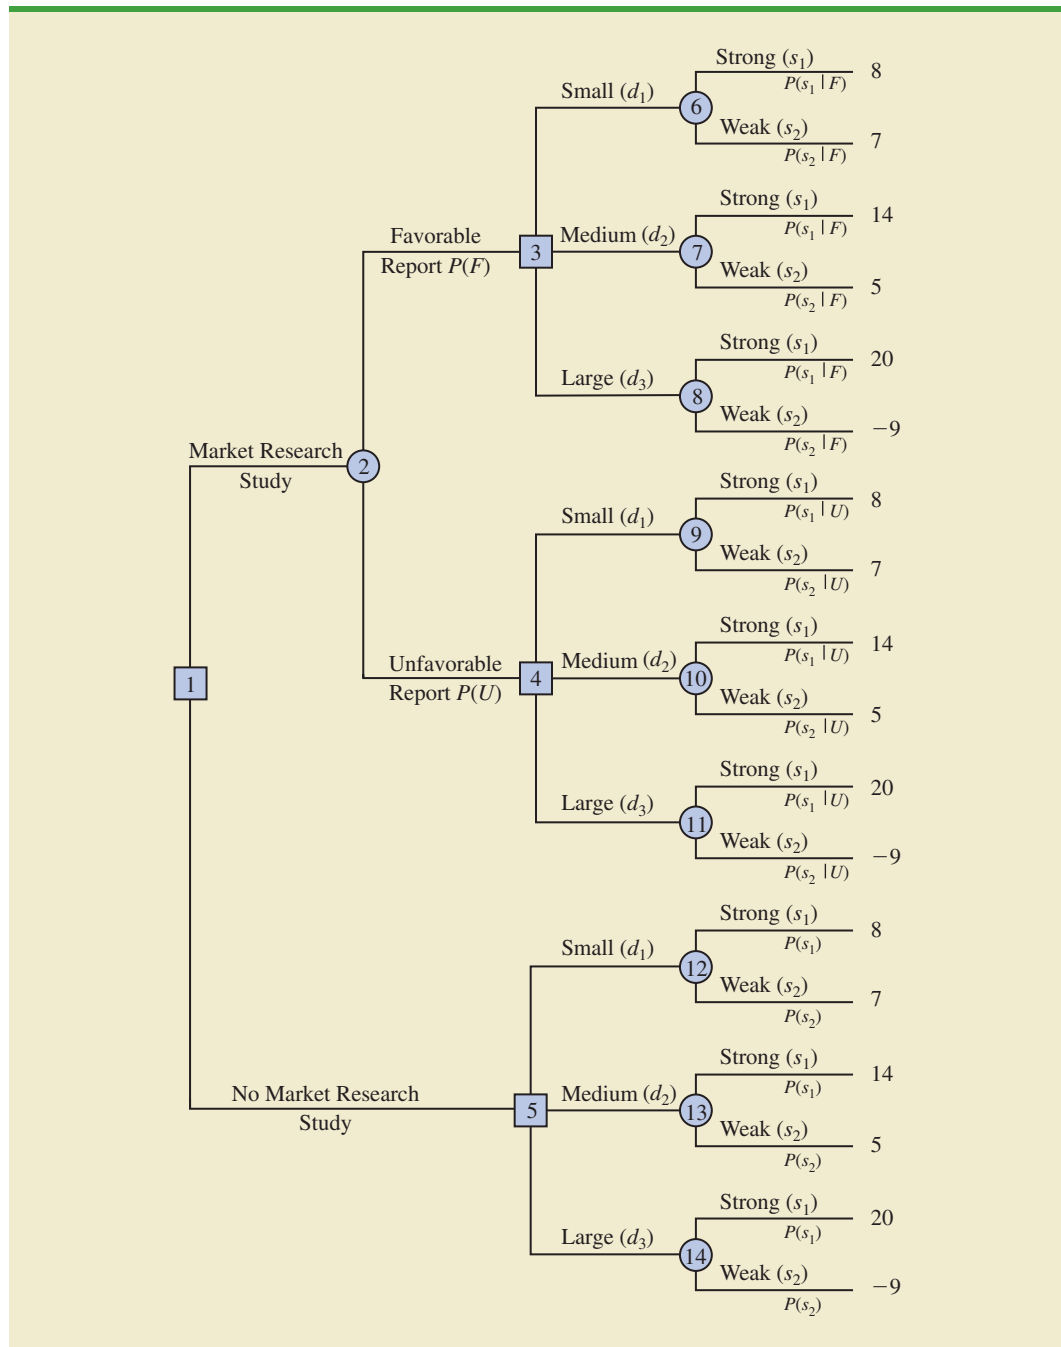 Strong (s₁) 8
P(s₁ | F)
Small (d₁)
6
Weak (s₂) 7
P(s₂ | F)
Strong (s₁) 14
P(s₁ | F)
Favorable
Report P(F)
3
Medium (d₂)
7
Weak (s₂) 5
P(s₂ | F)
Strong (s₁) 20
P(s₁ | F)
Large (d₃)
8
Weak (s₂) −9
P(s₂ | F)
Market Research
Study
2
Strong (s₁) 8
P(s₁ | U)
Small (d₁)
9
Weak (s₂) 7
P(s₂ | U)
Strong (s₁) 14
P(s₁ | U)
1
Unfavorable
Report P(U)
4
Medium (d₂)
10
Weak (s₂) 5
P(s₂ | U)
Strong (s₁) 20
P(s₁ | U)
Large (d₃)
11
Weak (s₂) −9
P(s₂ | U)
Strong (s₁) 8
P(s₁)
Small (d₁)
12
Weak (s₂) 7
P(s₂)
Strong (s₁) 14
P(s₁)
No Market Research
Study
5
Medium (d₂)
13
Weak (s₂) 5
P(s₂)
Strong (s₁) 20
P(s₁)
Large (d₃)
14
Weak (s₂) −9
P(s₂)